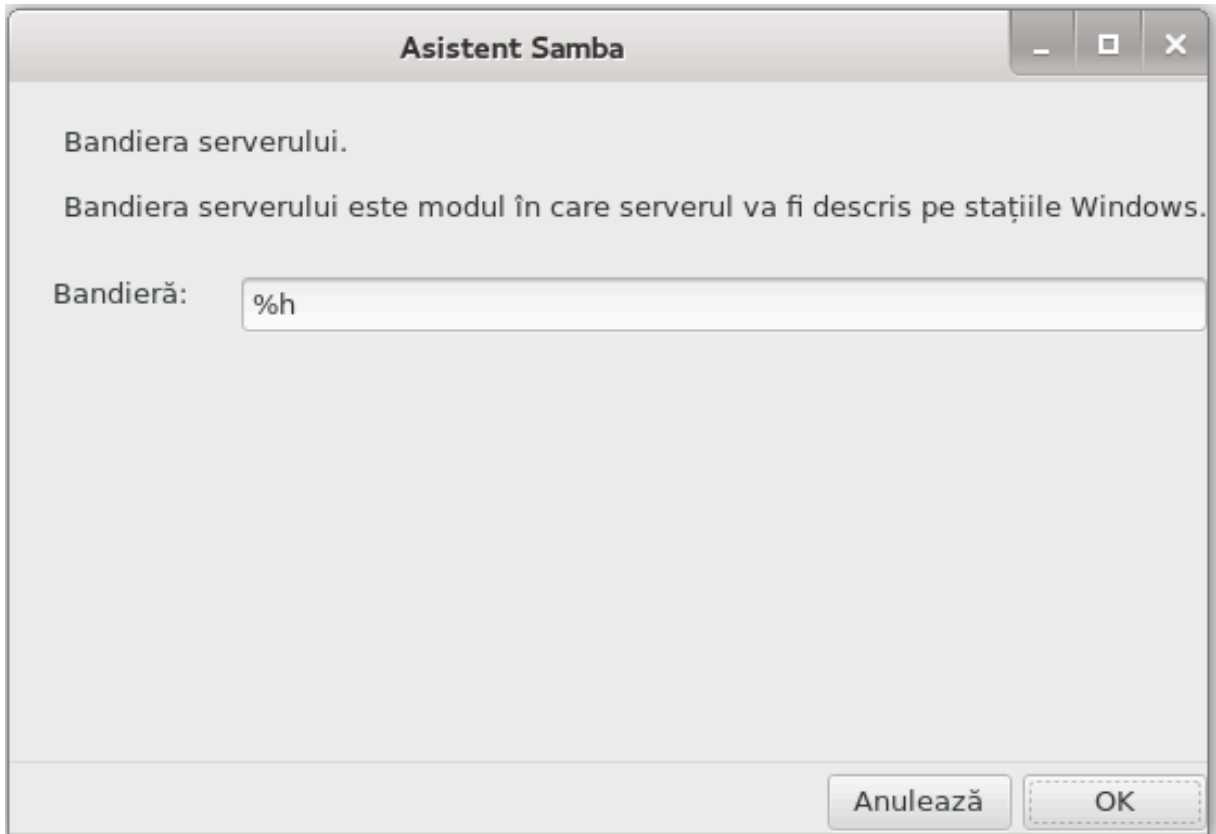 Asistent Samba
Bandiera serverului.
Bandiera serverului este modul în care serverul va fi descris pe stațiile Windows.
Bandieră: %h
Anulează OK